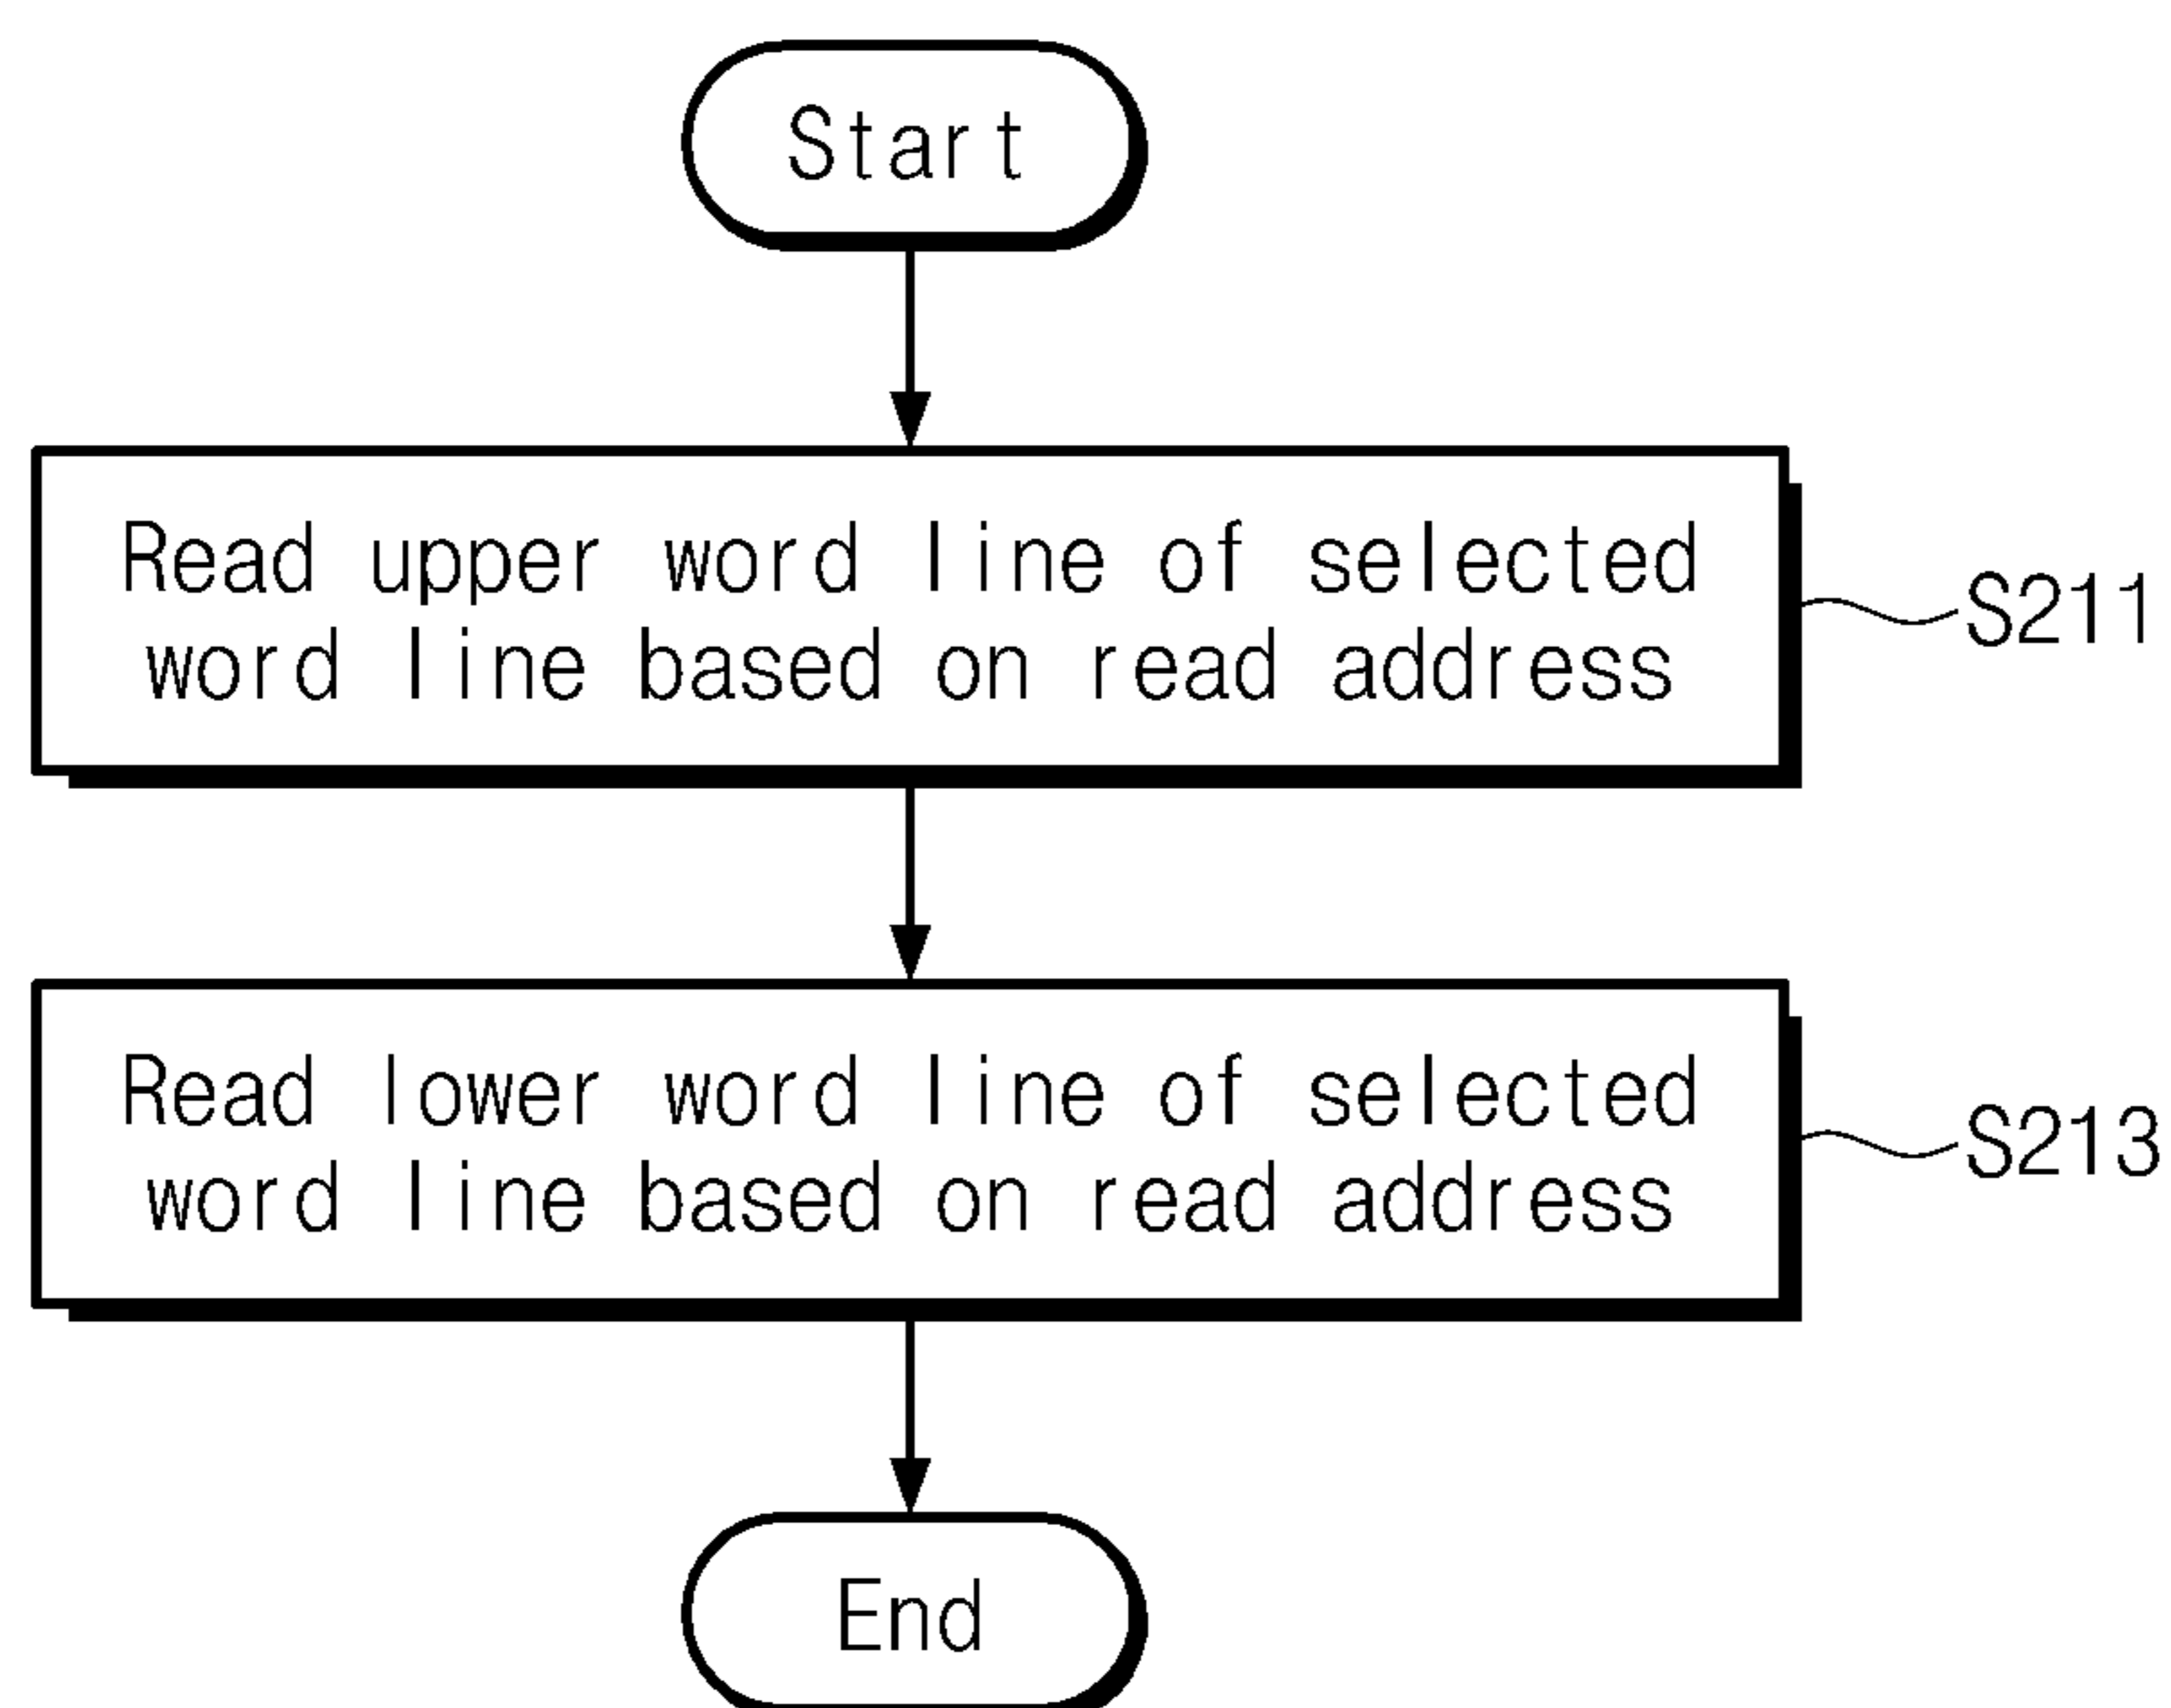 Start
Read upper word line of selected
word line based on read address
S211
Read lower word line of selected
word line based on read address
S213
End